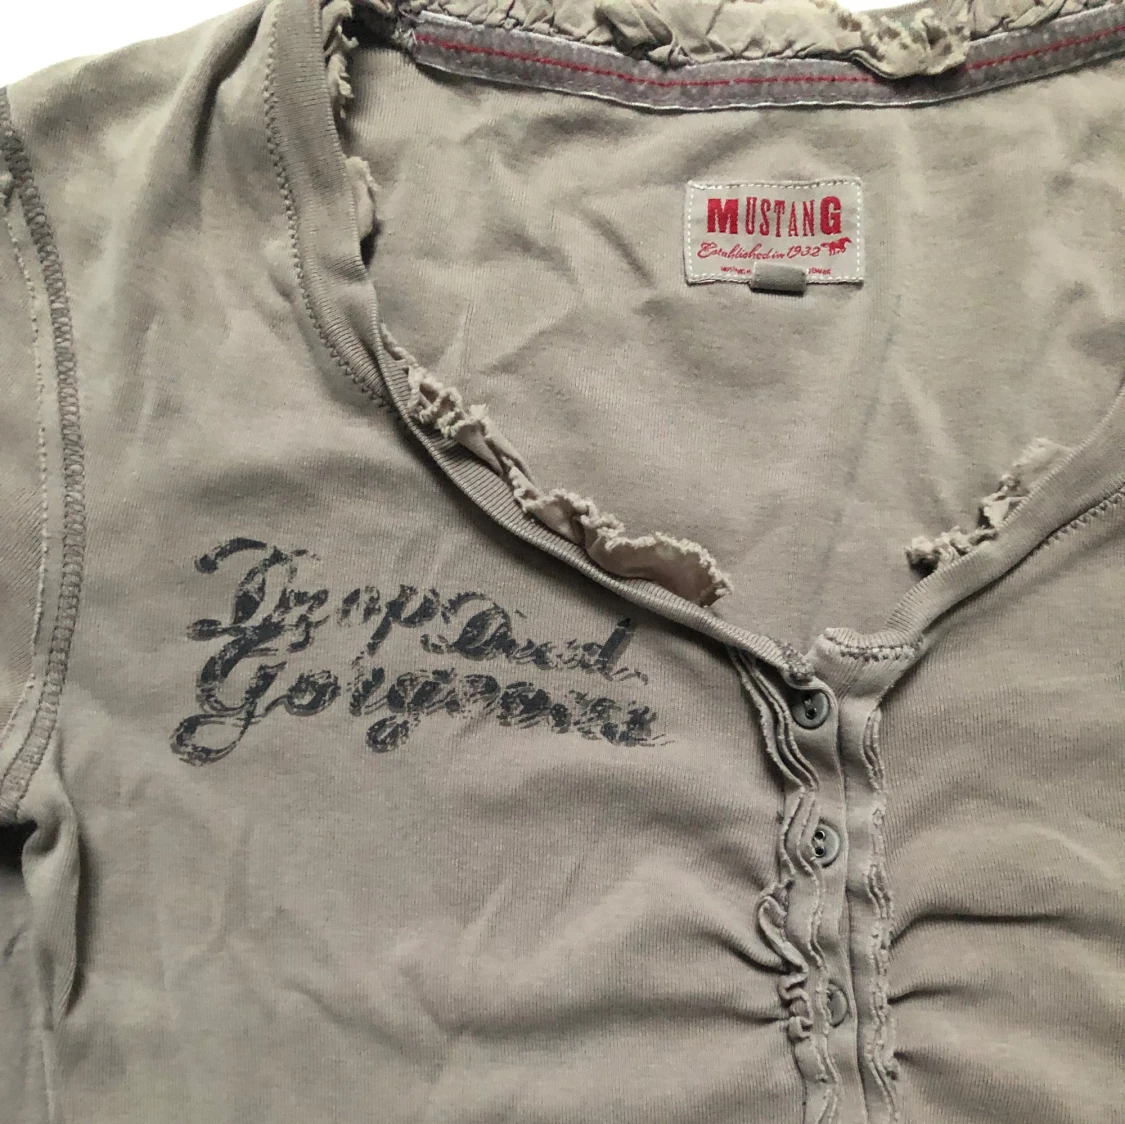 MUSTANG
Established in 1932
Drop Dead
Gorgeous